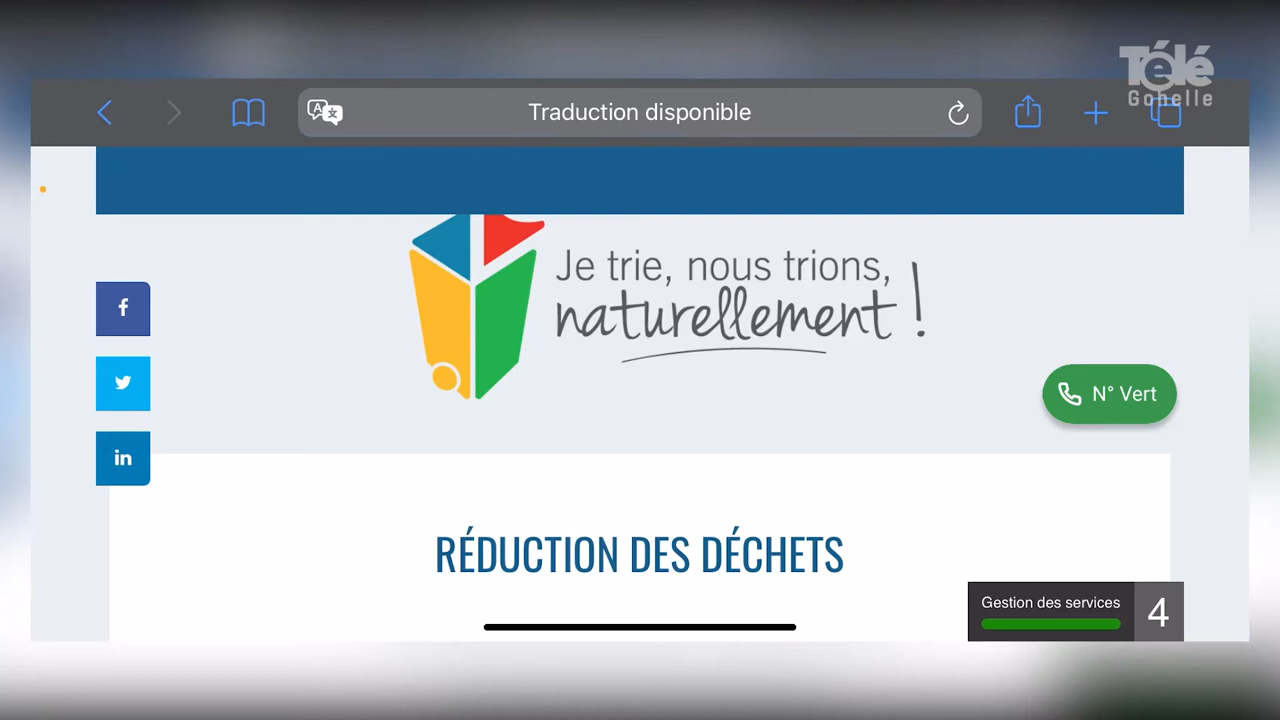 Télé
Gohelle
Traduction disponible
Je trie, nous trions,
naturellement !
N° Vert
RÉDUCTION DES DÉCHETS
Gestion des services
4